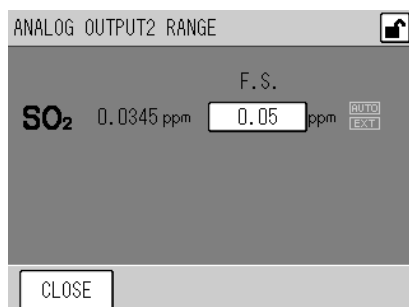 ANALOG OUTPUT2 RANGE
F.S.
SO₂ 0.0345 ppm 0.05 ppm AUTO
EXT
CLOSE